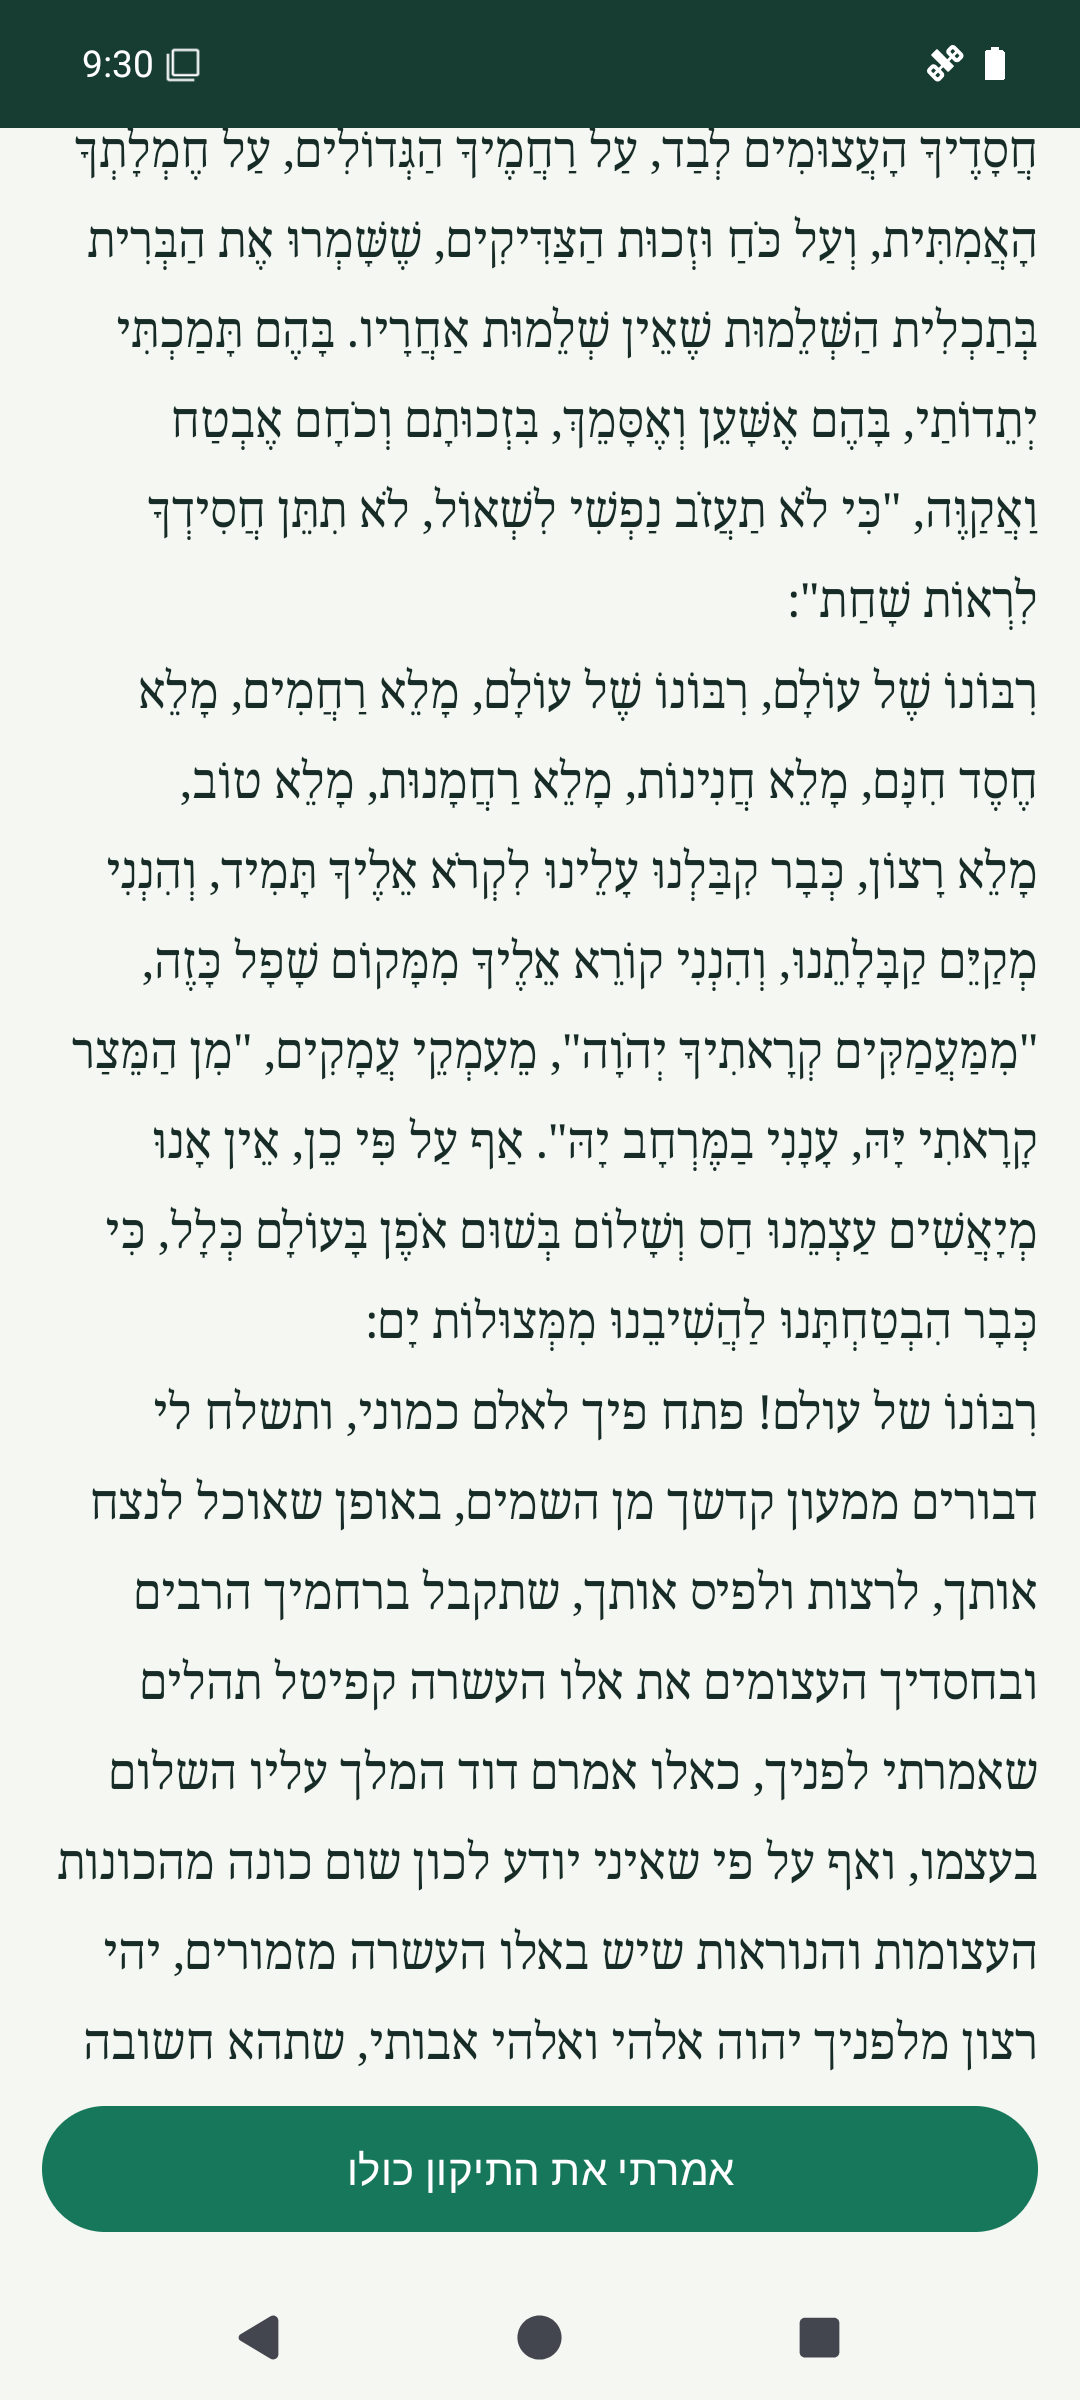 9:30
חֲסָדֶיךָ הָעֲצוּמִים לְבַד, עַל רַחֲמֶיךָ הַגְּדוֹלִים, עַל חֶמְלָתְךָ
הָאֲמִתִּית, וְעַל כֹּחַ וּזְכוּת הַצַּדִּיקִים, שֶׁשָּׁמְרוּ אֶת הַבְּרִית
בְּתַכְלִית הַשְּׁלֵמוּת שֶׁאֵין שְׁלֵמוּת אַחֲרָיו. בָּהֶם תָּמַכְתִּי
יְתֵדוֹתַי, בָּהֶם אֶשָּׁעֵן וְאֶסָּמֵךְ, בִּזְכוּתָם וְכֹחָם אֶבְטַח
וַאֲקַוֶּה, "כִּי לֹא תַעֲזֹב נַפְשִׁי לִשְׁאוֹל, לֹא תִתֵּן חֲסִידְךָ
לִרְאוֹת שָׁחַת":
רִבּוֹנוֹ שֶׁל עוֹלָם, רִבּוֹנוֹ שֶׁל עוֹלָם, מָלֵא רַחֲמִים, מָלֵא
חֶסֶד חִנָּם, מָלֵא חֲנִינוֹת, מָלֵא רַחֲמָנוּת, מָלֵא טוֹב,
מָלֵא רָצוֹן, כְּבָר קִבַּלְנוּ עָלֵינוּ לִקְרֹא אֵלֶיךָ תָּמִיד, וְהִנְנִי
מְקַיֵּם קַבָּלָתֵנוּ, וְהִנְנִי קוֹרֵא אֵלֶיךָ מִמָּקוֹם שָׁפָל כָּזֶה,
"מִמַּעֲמַקִּים קְרָאתִיךָ יְהֹוָה", מֵעִמְקֵי עֲמָקִים, "מִן הַמֵּצַר
קָרָאתִי יָּהּ, עָנָנִי בַמֶּרְחָב יָהּ". אַף עַל פִּי כֵן, אֵין אָנוּ
מְיָאֲשִׁים עַצְמֵנוּ חַס וְשָׁלוֹם בְּשׁוּם אֹפֶן בָּעוֹלָם כְּלָל, כִּי
כְּבָר הִבְטַחְתָּנוּ לַהֲשִׁיבֵנוּ מִמְּצוּלוֹת יָם:
רִבּוֹנוֹ של עולם! פתח פיך לאלם כמוני, ותשלח לי
דבורים ממעון קדשך מן השמים, באופן שאוכל לנצח
אותך, לרצות ולפיס אותך, שתקבל ברחמיך הרבים
ובחסדיך העצומים את אלו העשרה קפיטל תהלים
שאמרתי לפניך, כאלו אמרם דוד המלך עליו השלום
בעצמו, ואף על פי שאיני יודע לכון שום כונה מהכונות
העצומות והנוראות שיש באלו העשרה מזמורים, יהי
רצון מלפניך יהוה אלהי ואלהי אבותי, שתהא חשובה
אמרתי את התיקון כולו